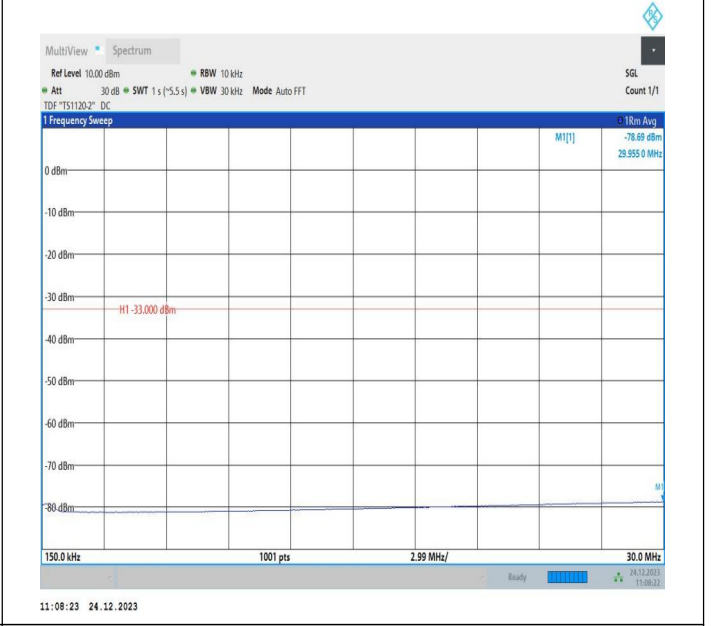 MultiView Spectrum
Ref Level 10.00 dBm RBW 10 kHz SGL
Att 30 dB SWT 1 s (~5.5 s) VBW 30 kHz Mode Auto FFT Count 1/1
TDF "TS1120-2" DC
1 Frequency Sweep 1Rm Avg
M1[1] -78.69 dBm
29.955 0 MHz
0 dBm
-10 dBm
-20 dBm
-30 dBm
H1 -33.000 dBm
-40 dBm
-50 dBm
-60 dBm
-70 dBm
M1
-80 dBm
150.0 kHz 1001 pts 2.99 MHz/ 30.0 MHz
Ready 24.12.2023
11:08:22
11:08:23 24.12.2023